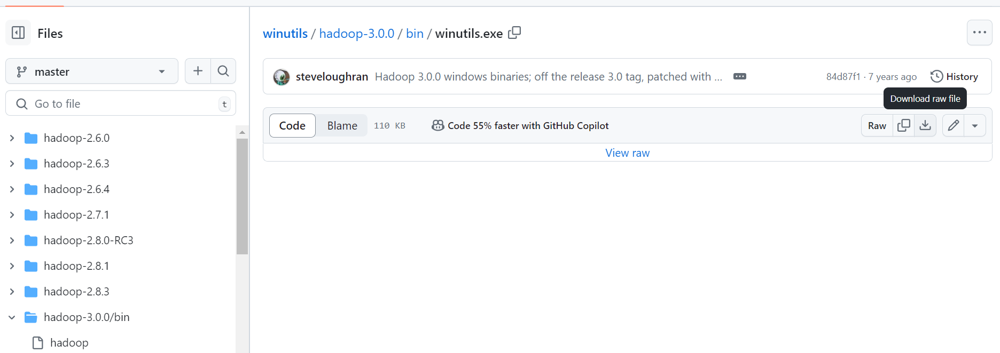 Files
master
Go to file
t
hadoop-2.6.0
hadoop-2.6.3
hadoop-2.6.4
hadoop-2.7.1
hadoop-2.8.0-RC3
hadoop-2.8.1
hadoop-2.8.3
hadoop-3.0.0/bin
hadoop
winutils / hadoop-3.0.0 / bin / winutils.exe
steveloughran Hadoop 3.0.0 windows binaries; off the release 3.0 tag, patched with ... 84d87f1 · 7 years ago History
Download raw file
Code Blame 110 KB Code 55% faster with GitHub Copilot Raw
View raw